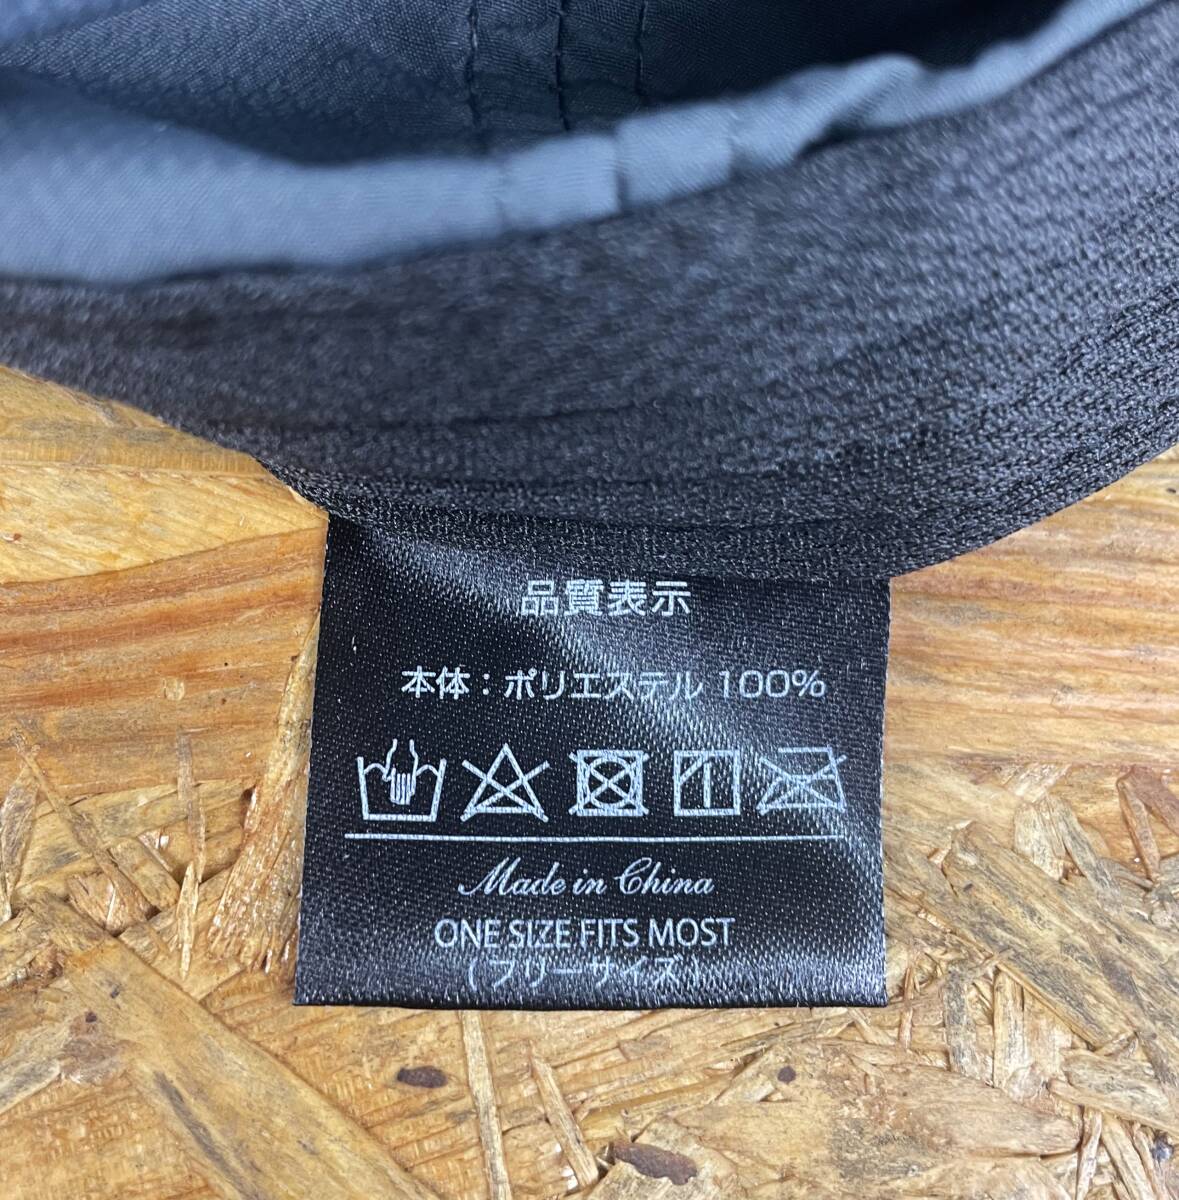 品質表示
本体：ポリエステル 100%
Made in China
ONE SIZE FITS MOST
（フリーサイズ）